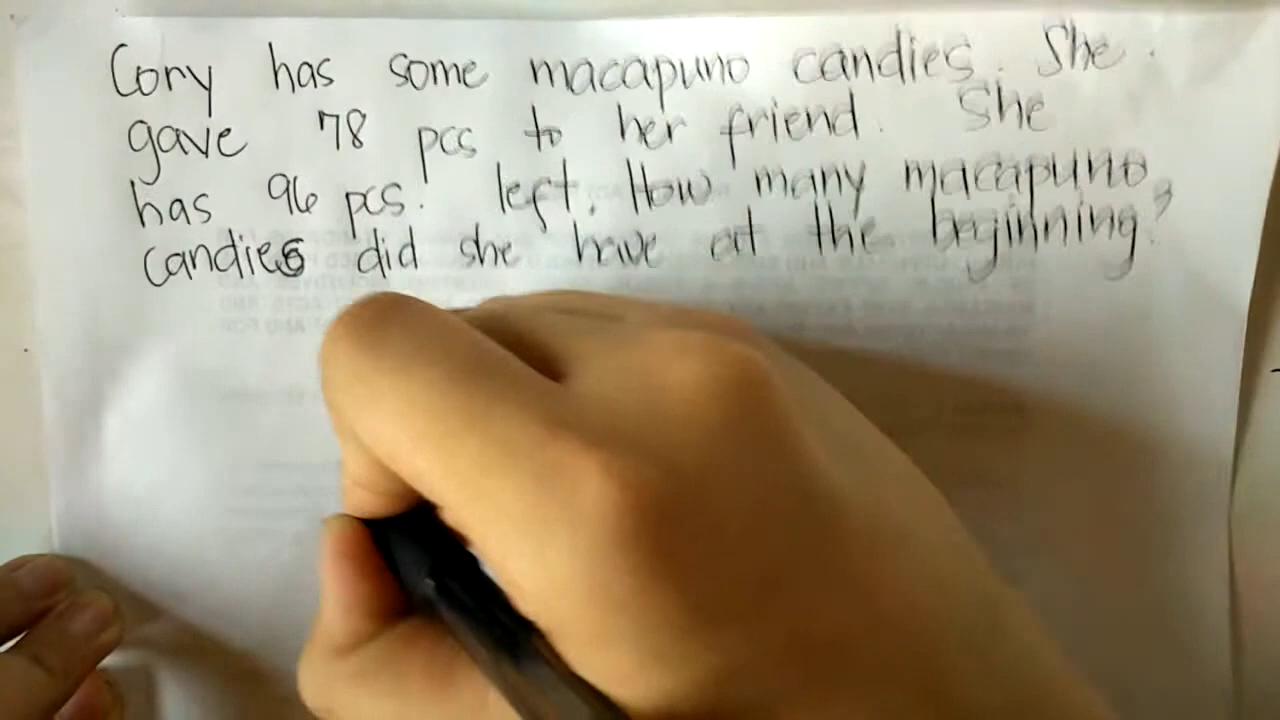 Cory has some macapuno candies. She
gave 78 pcs to her friend. She
has 96 pcs. left. How many macapuno
candies did she have at the beginning?